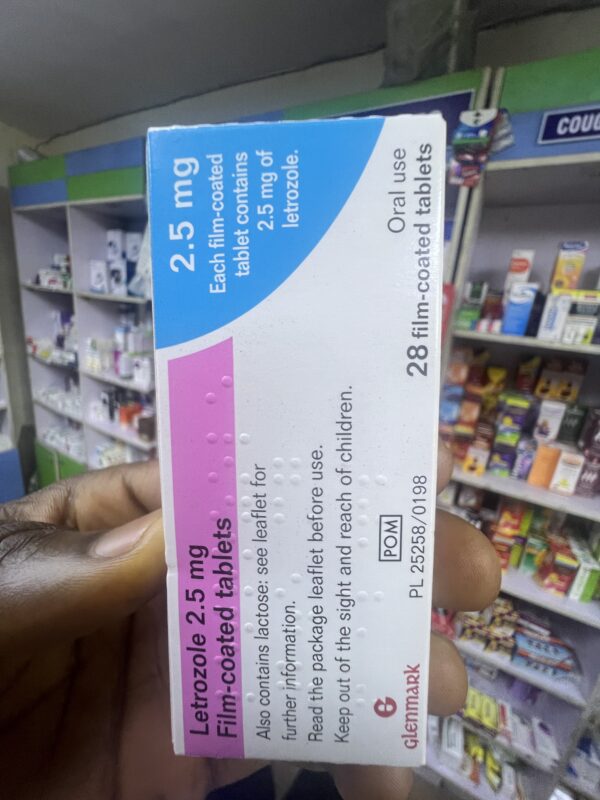 Letrozole 2.5 mg
Film-coated tablets
2.5 mg
Each film-coated
tablet contains
2.5 mg of
letrozole.
Also contains lactose: see leaflet for
further information.
Read the package leaflet before use.
Keep out of the sight and reach of children.
POM
PL 25258/0198
Oral use
28 film-coated tablets
GLENMARK
COUG